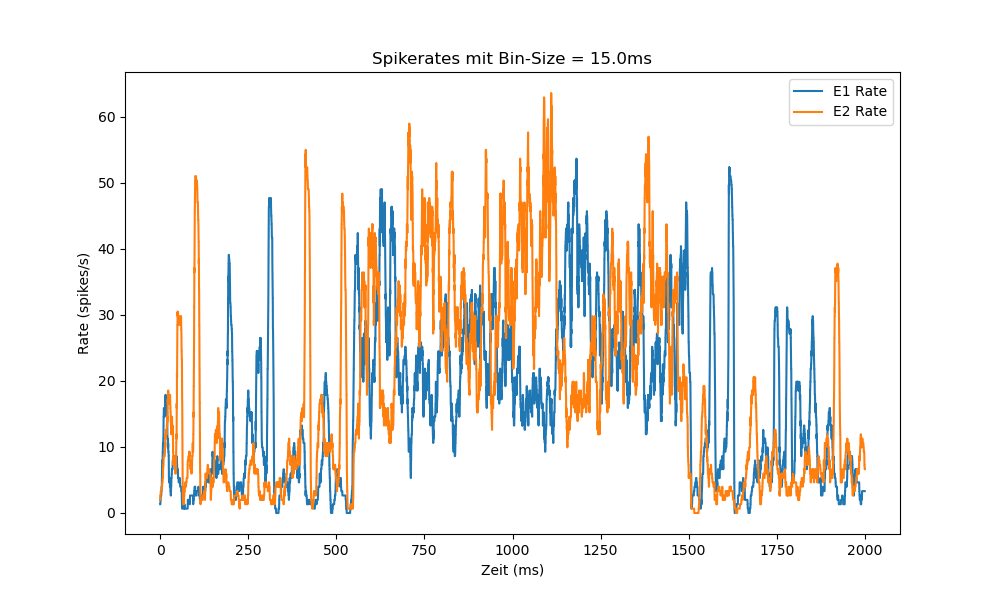 Spikerates mit Bin-Size = 15.0ms
E1 Rate
E2 Rate
Rate (spikes/s)
60
50
40
30
20
10
0
0 250 500 750 1000 1250 1500 1750 2000
Zeit (ms)